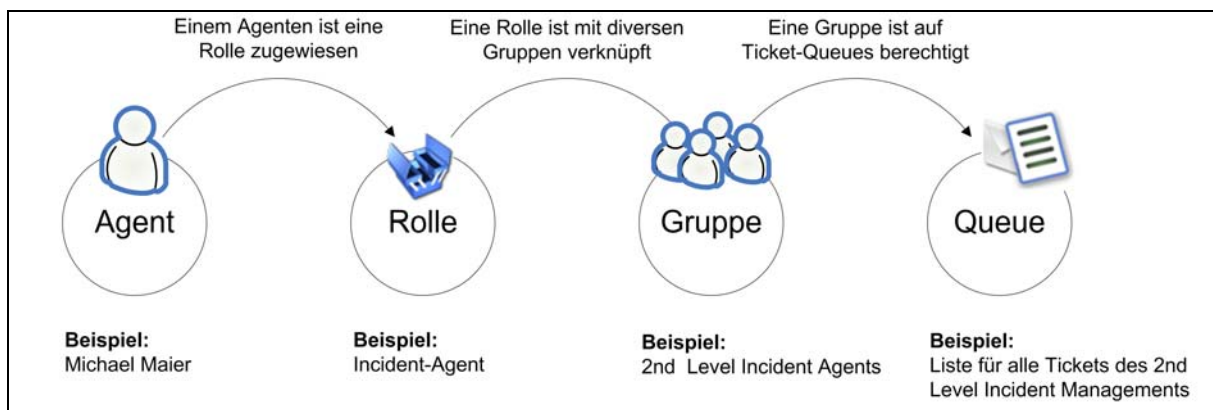 Einem Agenten ist eine
Rolle zugewiesen
Eine Rolle ist mit diversen
Gruppen verknüpft
Eine Gruppe ist auf
Ticket-Queues berechtigt
Agent
Rolle
Gruppe
Queue
Beispiel:
Michael Maier
Beispiel:
Incident-Agent
Beispiel:
2nd Level Incident Agents
Beispiel:
Liste für alle Tickets des 2nd
Level Incident Managements